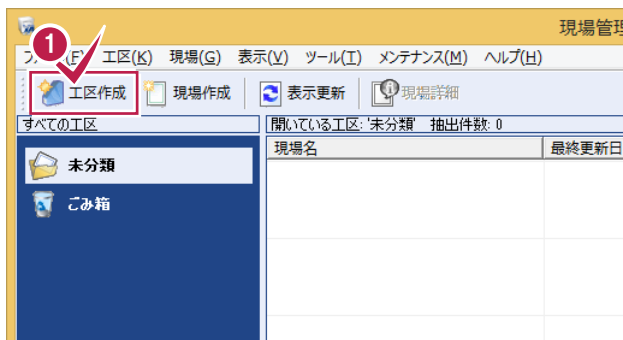 現場管理
1
ファイル(F) 工区(K) 現場(G) 表示(V) ツール(T) メンテナンス(M) ヘルプ(H)
工区作成 現場作成 表示更新 現場詳細
すべての工区 開いている工区: '未分類' 抽出件数: 0
現場名 最終更新日
未分類
ごみ箱